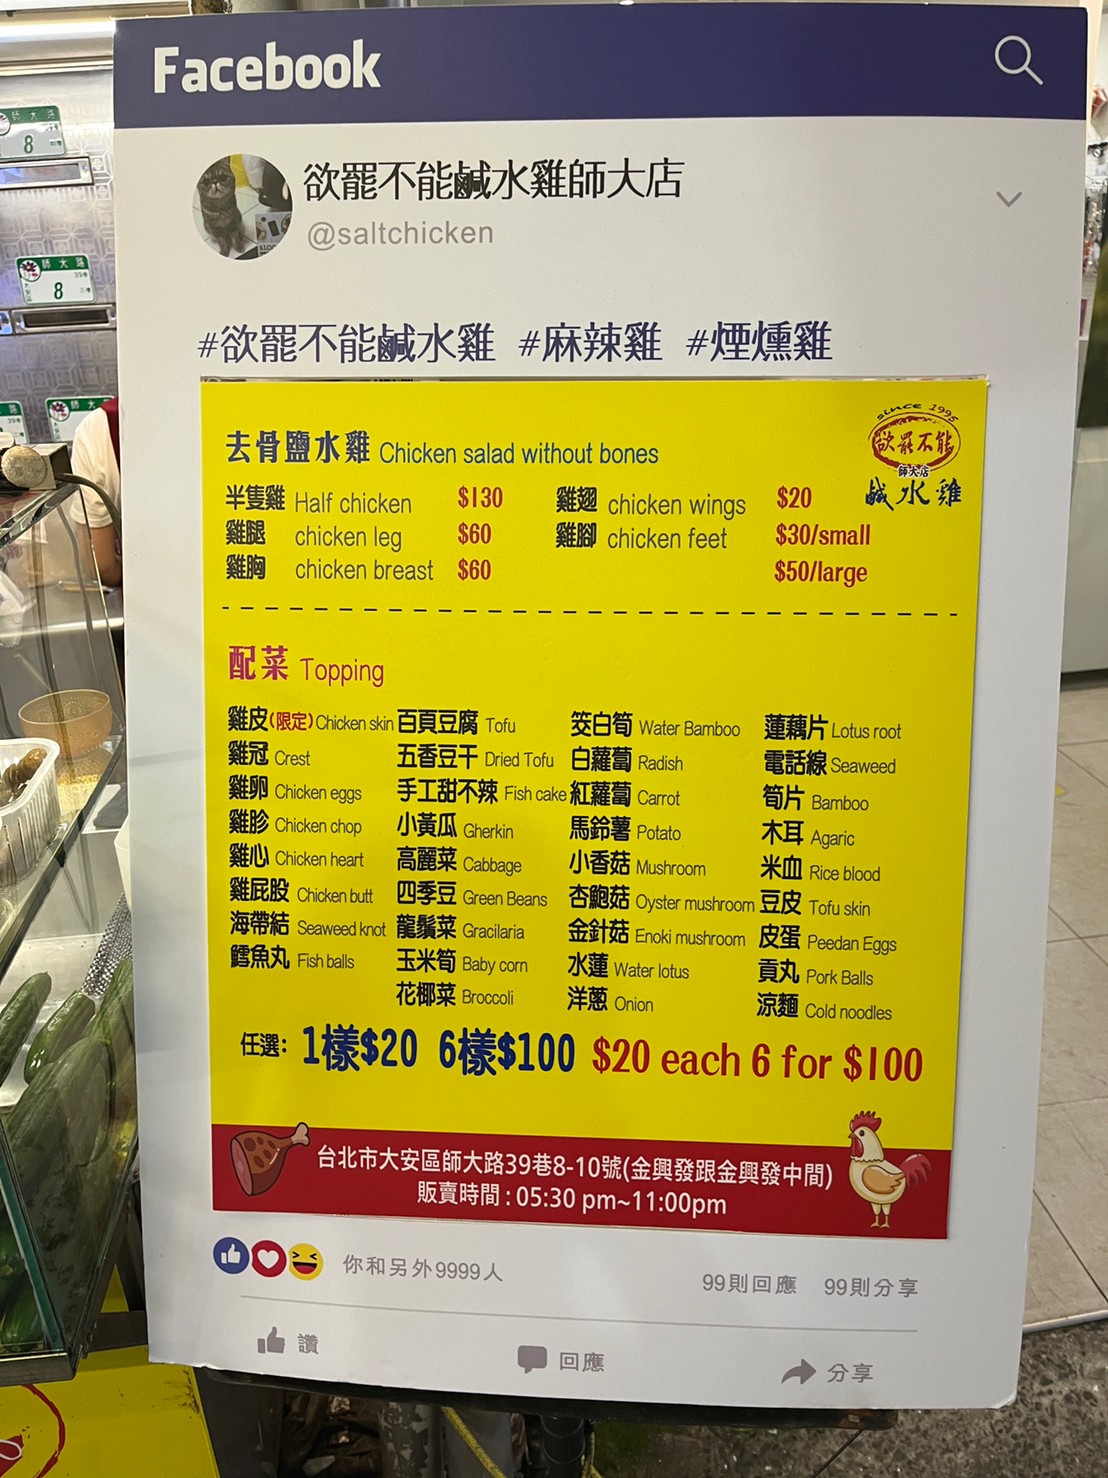 Facebook
欲罷不能鹹水雞師大店
@saltchicken
#欲罷不能鹹水雞 #麻辣雞 #煙燻雞
since 1995
欲罷不能
師大店
鹹水雞
去骨鹽水雞 Chicken salad without bones
半隻雞 Half chicken $130 雞翅 chicken wings $20
雞腿 chicken leg $60 雞腳 chicken feet $30/small
雞胸 chicken breast $60 $50/large
配菜 Topping
雞皮(限定) Chicken skin 百頁豆腐 Tofu 筊白筍 Water Bamboo 蓮藕片 Lotus root
雞冠 Crest 五香豆干 Dried Tofu 白蘿蔔 Radish 電話線 Seaweed
雞卵 Chicken eggs 手工甜不辣 Fish cake 紅蘿蔔 Carrot 筍片 Bamboo
雞胗 Chicken chop 小黃瓜 Gherkin 馬鈴薯 Potato 木耳 Agaric
雞心 Chicken heart 高麗菜 Cabbage 小香菇 Mushroom 米血 Rice blood
雞屁股 Chicken butt 四季豆 Green Beans 杏鮑菇 Oyster mushroom 豆皮 Tofu skin
海帶結 Seaweed knot 龍鬚菜 Gracilaria 金針菇 Enoki mushroom 皮蛋 Peedan Eggs
鱈魚丸 Fish balls 玉米筍 Baby corn 水蓮 Water lotus 貢丸 Pork Balls
花椰菜 Broccoli 洋蔥 Onion 涼麵 Cold noodles
任選: 1樣$20 6樣$100 $20 each 6 for $100
台北市大安區師大路39巷8-10號(金興發跟金興發中間)
販賣時間：05:30 pm~11:00pm
你和另外9999人 99則回應 99則分享
讚 回應 分享
師大路
8
師大路
39巷
8